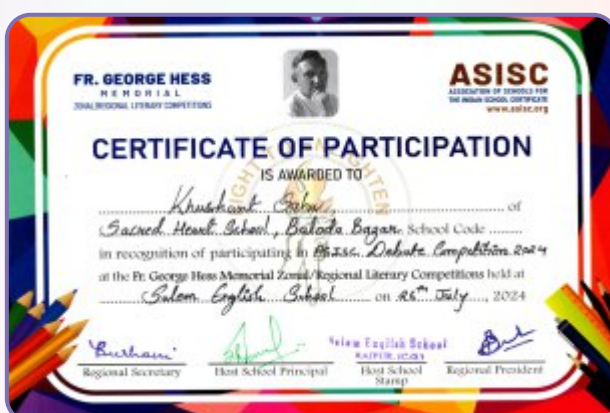 FR. GEORGE HESS
MEMORIAL
ZONAL/REGIONAL LITERARY COMPETITIONS
ASISC
ASSOCIATION OF SCHOOLS FOR
THE INDIAN SCHOOL CERTIFICATE
www.asisc.org
CERTIFICATE OF PARTICIPATION
IS AWARDED TO
Khushant Sahu of
Sacred Heart School, Baloda Bazar School Code
in recognition of participating in ASISC Debate Competition 2024
at the Fr. George Hess Memorial Zonal/Regional Literary Competitions held at
Salem English School on 26th July, 2024
Salem English School
RAIPUR (C.G.)
Regional Secretary
Host School Principal
Host School
Stamp
Regional President